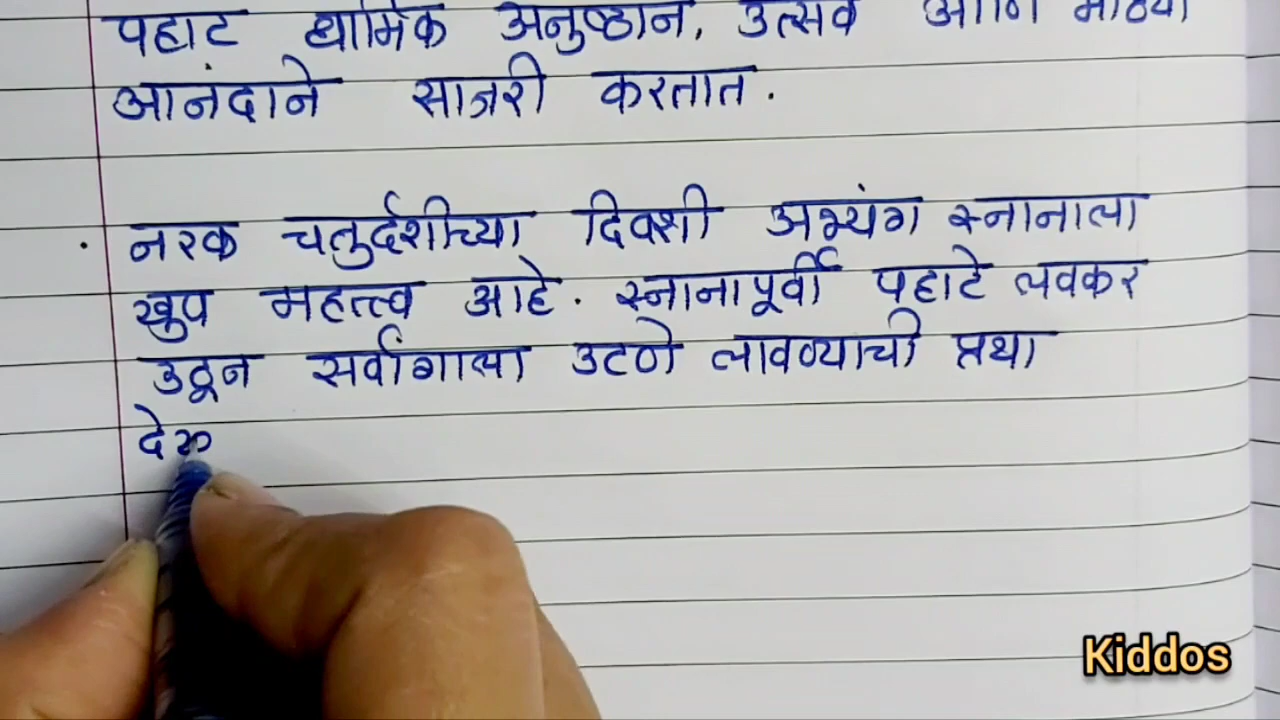 पहाटे धार्मिक अनुष्ठान, उत्सव आणि मोठ्या
आनंदाने साजरी करतात.
नरक चतुर्दशीच्या दिवशी अभ्यंग स्नानाला
खुप महत्त्व आहे. स्नानापूर्वी पहाटे लवकर
उठून सर्वांगाला उटणे लावण्याची प्रथा
Kiddos